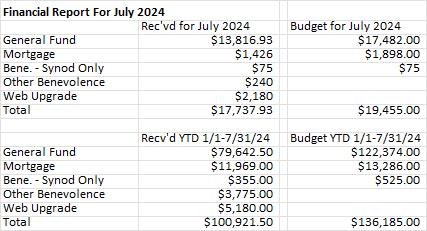 Financial Report For July 2024
Rec'vd for July 2024 Budget for July 2024
General Fund $13,816.93 $17,482.00
Mortgage $1,426 $1,898.00
Bene. - Synod Only $75 $75
Other Benevolence $240
Web Upgrade $2,180
Total $17,737.93 $19,455.00
Recv'd YTD 1/1-7/31/24 Budget YTD 1/1-7/31/24
General Fund $79,642.50 $122,374.00
Mortgage $11,969.00 $13,286.00
Bene. - Synod Only $355.00 $525.00
Other Benevolence $3,775.00
Web Upgrade $5,180.00
Total $100,921.50 $136,185.00